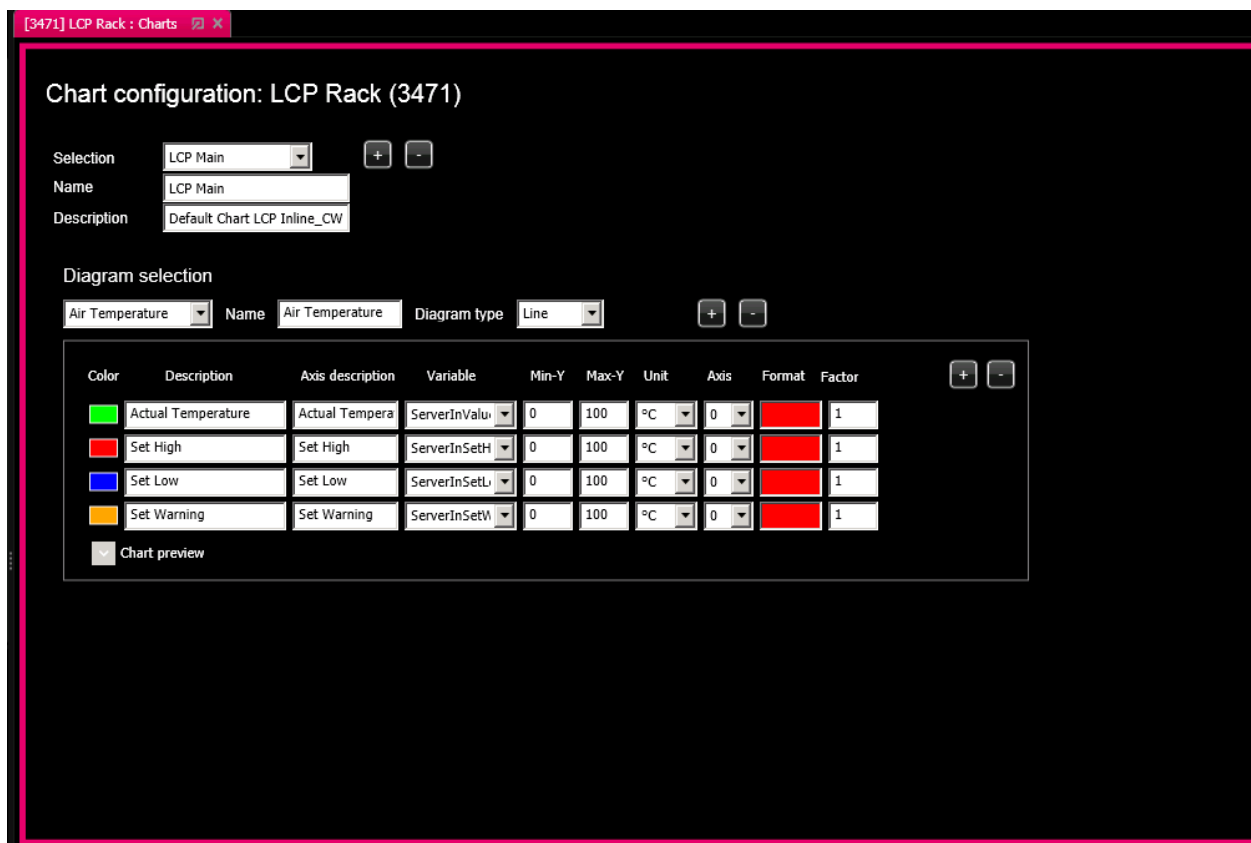 [3471] LCP Rack : Charts
Chart configuration: LCP Rack (3471)
Selection LCP Main + -
Name LCP Main
Description Default Chart LCP Inline_CW
Diagram selection
Air Temperature Name Air Temperature Diagram type Line + -
Color Description Axis description Variable Min-Y Max-Y Unit Axis Format Factor + -
Actual Temperature Actual Tempera ServerInValu 0 100 °C 0 1
Set High Set High ServerInSetH 0 100 °C 0 1
Set Low Set Low ServerInSetL 0 100 °C 0 1
Set Warning Set Warning ServerInSetW 0 100 °C 0 1
Chart preview